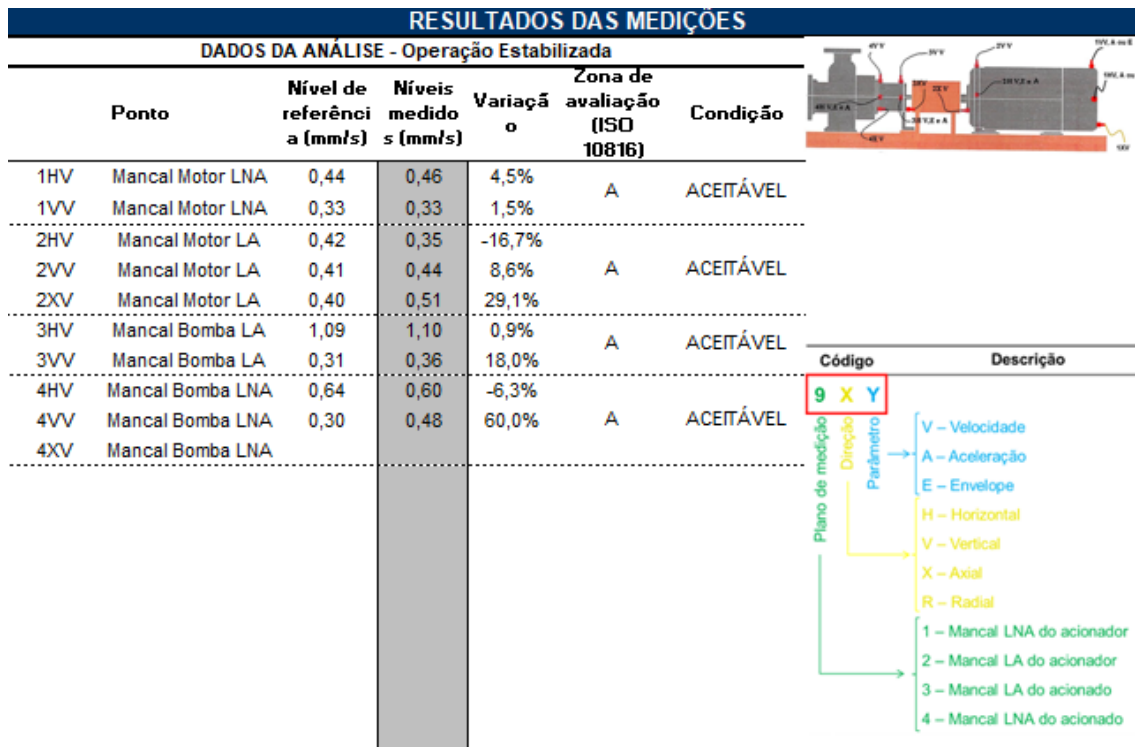 RESULTADOS DAS MEDIÇÕES
DADOS DA ANÁLISE - Operação Estabilizada
Ponto
Nível de
referênci
a (mm/s)
Níveis
medido
s (mm/s)
Variaçã
o
Zona de
avaliação
(ISO
10816)
Condição
1HV Mancal Motor LNA 0,44 0,46 4,5%
A ACEITÁVEL
1VV Mancal Motor LNA 0,33 0,33 1,5%
2HV Mancal Motor LA 0,42 0,35 -16,7%
2VV Mancal Motor LA 0,41 0,44 8,6% A ACEITÁVEL
2XV Mancal Motor LA 0,40 0,51 29,1%
3HV Mancal Bomba LA 1,09 1,10 0,9%
A ACEITÁVEL
3VV Mancal Bomba LA 0,31 0,36 18,0%
4HV Mancal Bomba LNA 0,64 0,60 -6,3%
4VV Mancal Bomba LNA 0,30 0,48 60,0% A ACEITÁVEL
4XV Mancal Bomba LNA
Código Descrição
9 X Y
Plano de medição
Direção
Parâmetro
V – Velocidade
A – Aceleração
E – Envelope
H – Horizontal
V – Vertical
X – Axial
R – Radial
1 – Mancal LNA do acionador
2 – Mancal LA do acionador
3 – Mancal LA do acionado
4 – Mancal LNA do acionado